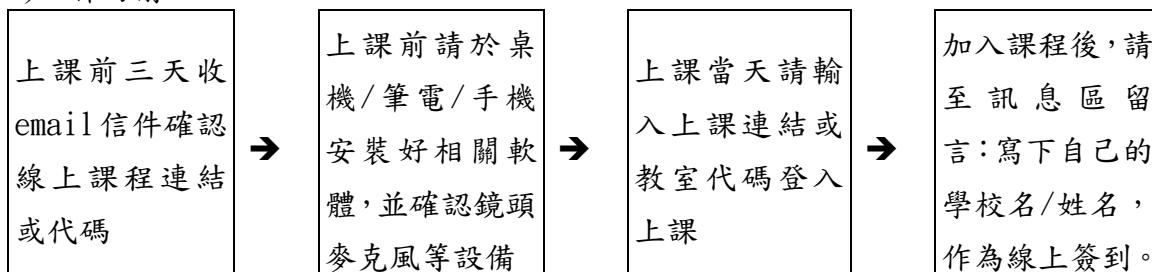 上課前三天收
email信件確認
線上課程連結
或代碼
➔
上課前請於桌
機/筆電/手機
安裝好相關軟
體，並確認鏡頭
麥克風等設備
➔
上課當天請輸
入上課連結或
教室代碼登入
上課
➔
加入課程後，請
至訊息區留
言：寫下自己的
學校名/姓名，
作為線上簽到。